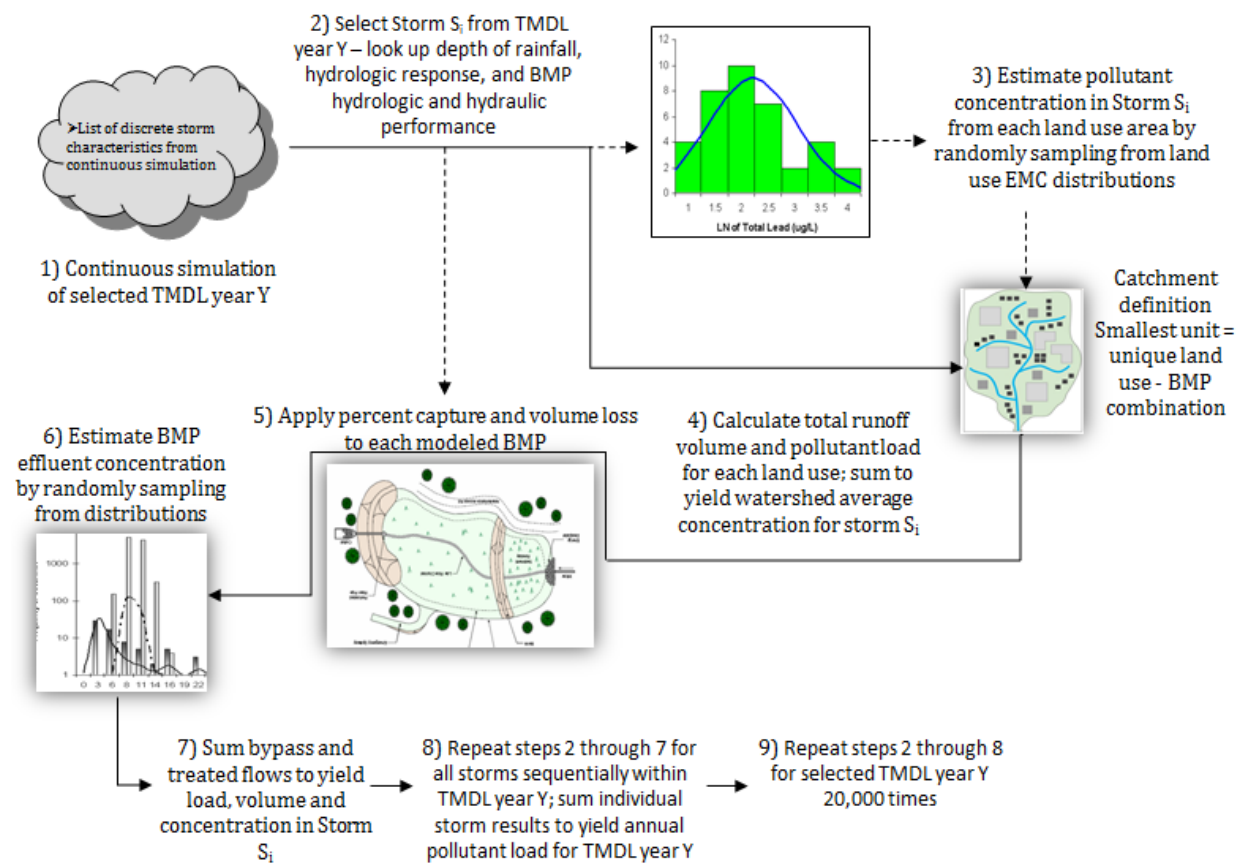 ➢List of discrete storm
characteristics from
continuous simulation
1) Continuous simulation
of selected TMDL year Y
2) Select Storm Si from TMDL
year Y – look up depth of rainfall,
hydrologic response, and BMP
hydrologic and hydraulic
performance
12
10
8
6
4
2
0
1 1.5 2 2.5 3 3.5 4
LN of Total Lead (ug/L)
3) Estimate pollutant
concentration in Storm Si
from each land use area by
randomly sampling from land
use EMC distributions
Catchment
definition
Smallest unit =
unique land
use - BMP
combination
4) Calculate total runoff
volume and pollutant load
for each land use; sum to
yield watershed average
concentration for storm Si
5) Apply percent capture and volume loss
to each modeled BMP
6) Estimate BMP
effluent concentration
by randomly sampling
from distributions
1000
100
10
1
0 3 6 8 11 14 16 19 22
7) Sum bypass and
treated flows to yield
load, volume and
concentration in Storm
Si
8) Repeat steps 2 through 7 for
all storms sequentially within
TMDL year Y; sum individual
storm results to yield annual
pollutant load for TMDL year Y
9) Repeat steps 2 through 8
for selected TMDL year Y
20,000 times